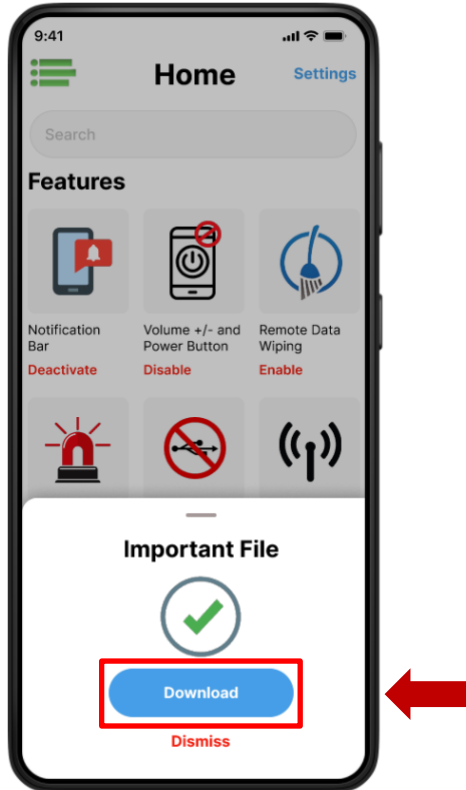 9:41
Home
Settings
Search
Features
Notification Bar
Volume +/- and Power Button
Remote Data Wiping
Deactivate
Disable
Enable
Important File
Download
Dismiss